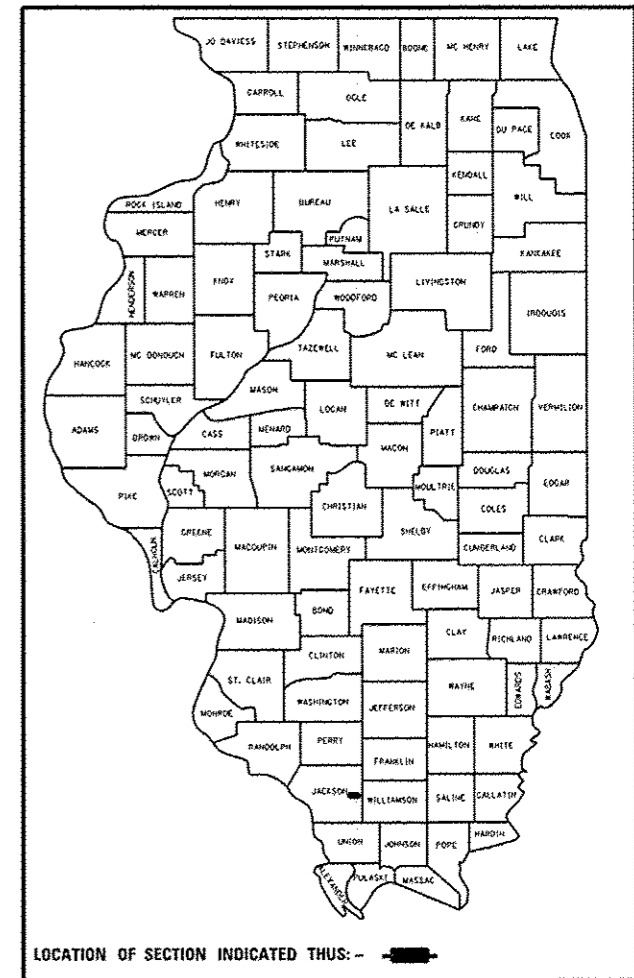 JO DAVIESS STEPHENSON WINNEBAGO BOONE MC HENRY LAKE
CARROLL OGLE DE KALB KANE DU PAGE COOK
WHITESIDE LEE KENDALL WILL
ROCK ISLAND HENRY BUREAU LA SALLE GRUNDY
MERCER PUTNAM KANKAKEE
HENDERSON WARREN KNOX STARK MARSHALL LIVINGSTON
PEORIA WOODFORD IROQUOIS
HANCOCK MC DONOUGH FULTON TAZEWELL MC LEAN FORD
SCHUYLER MASON LOGAN DE WITT CHAMPAIGN VERMILION
ADAMS BROWN CASS MENARD MACON PIATT
PIKE SCOTT MORGAN SANGAMON MOULTRIE DOUGLAS EDGAR
CHRISTIAN COLES
CALHOUN GREENE MACOUPIN MONTGOMERY SHELBY CUMBERLAND CLARK
JERSEY FAYETTE EFFINGHAM JASPER CRAWFORD
MADISON BOND CLAY RICHLAND LAWRENCE
CLINTON MARION
ST. CLAIR WAYNE EDWARDS WABASH
MONROE WASHINGTON JEFFERSON
RANDOLPH PERRY HAMILTON WHITE
FRANKLIN
JACKSON WILLIAMSON SALINE GALLATIN
UNION JOHNSON POPE HARDIN
ALEXANDER PULASKI MASSAC
LOCATION OF SECTION INDICATED THUS: -